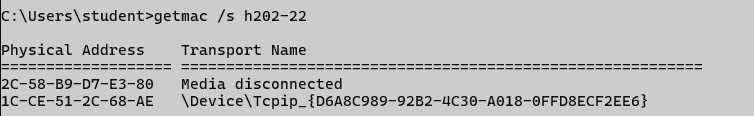 C:\Users\student>getmac /s h202-22
Physical Address    Transport Name
=================== ==========================================================
2C-58-B9-D7-E3-80   Media disconnected
1C-CE-51-2C-68-AE   \Device\Tcpip_{D6A8C989-92B2-4C30-A018-0FFD8ECF2EE6}